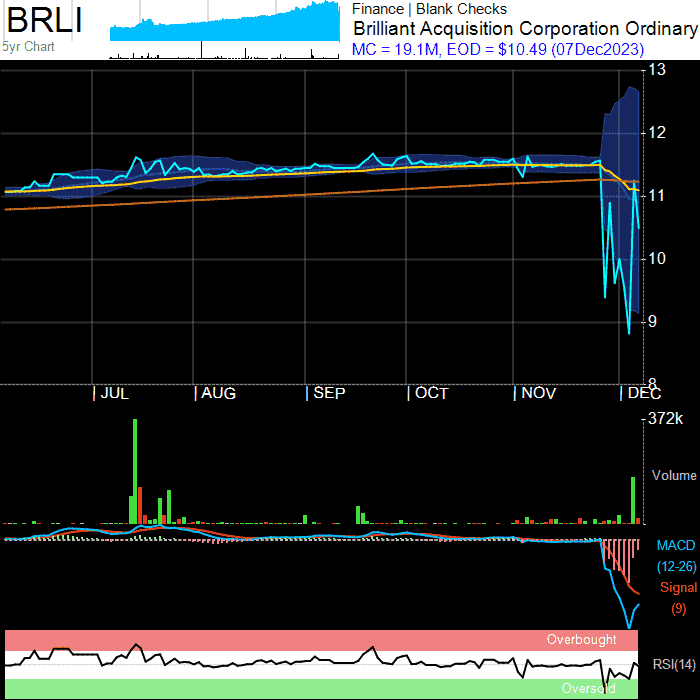 BRLI
5yr Chart
Finance | Blank Checks
Brilliant Acquisition Corporation Ordinary
MC = 19.1M, EOD = $10.49 (07Dec2023)
13
12
11
10
9
8
JUL AUG SEP OCT NOV DEC
372k
Volume
MACD
(12-26)
Signal
(9)
Overbought
RSI(14)
Oversold